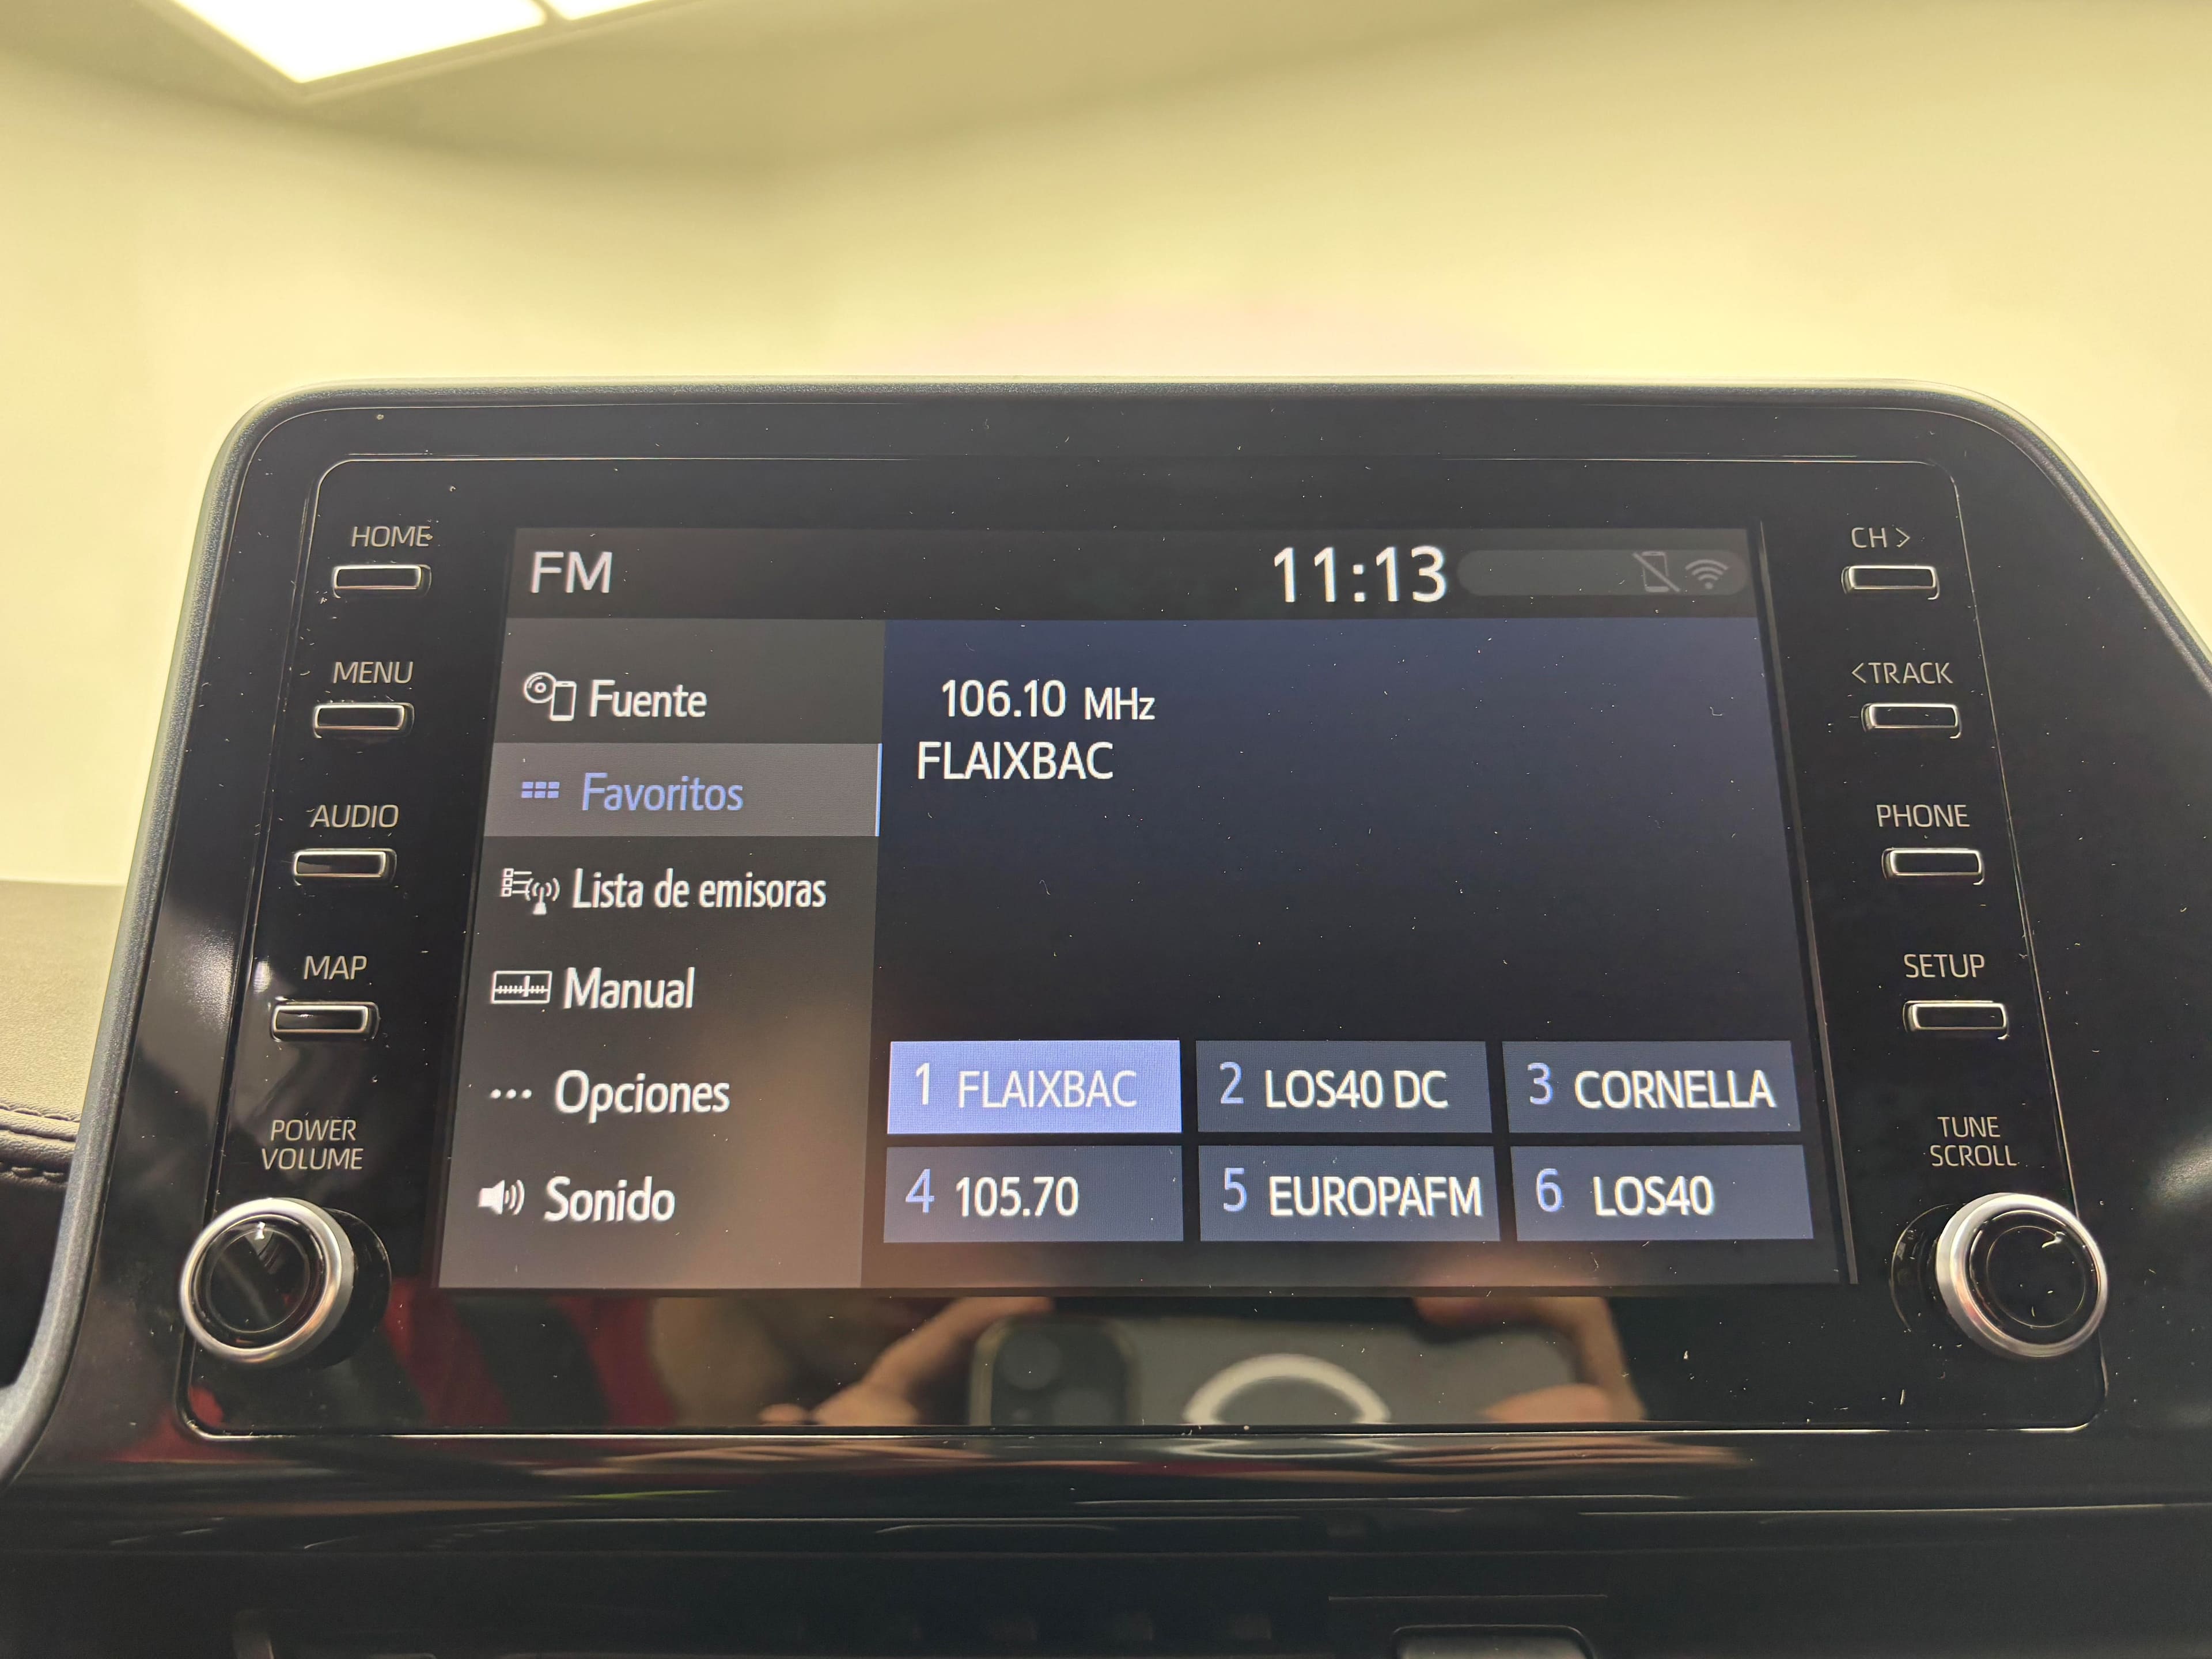 HOME
MENU
AUDIO
MAP
POWER
VOLUME
FM
11:13
Fuente
Favoritos
Lista de emisoras
Manual
Opciones
Sonido
106.10 MHz
FLAIXBAC
1 FLAIXBAC
2 LOS40 DC
3 CORNELLA
4 105.70
5 EUROPAFM
6 LOS40
CH >
<TRACK
PHONE
SETUP
TUNE
SCROLL